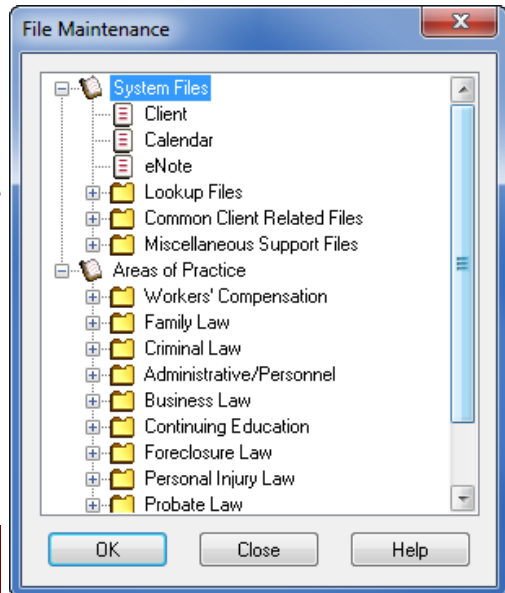 File Maintenance
System Files
Client
Calendar
eNote
Lookup Files
Common Client Related Files
Miscellaneous Support Files
Areas of Practice
Workers' Compensation
Family Law
Criminal Law
Administrative/Personnel
Business Law
Continuing Education
Foreclosure Law
Personal Injury Law
Probate Law
OK Close Help